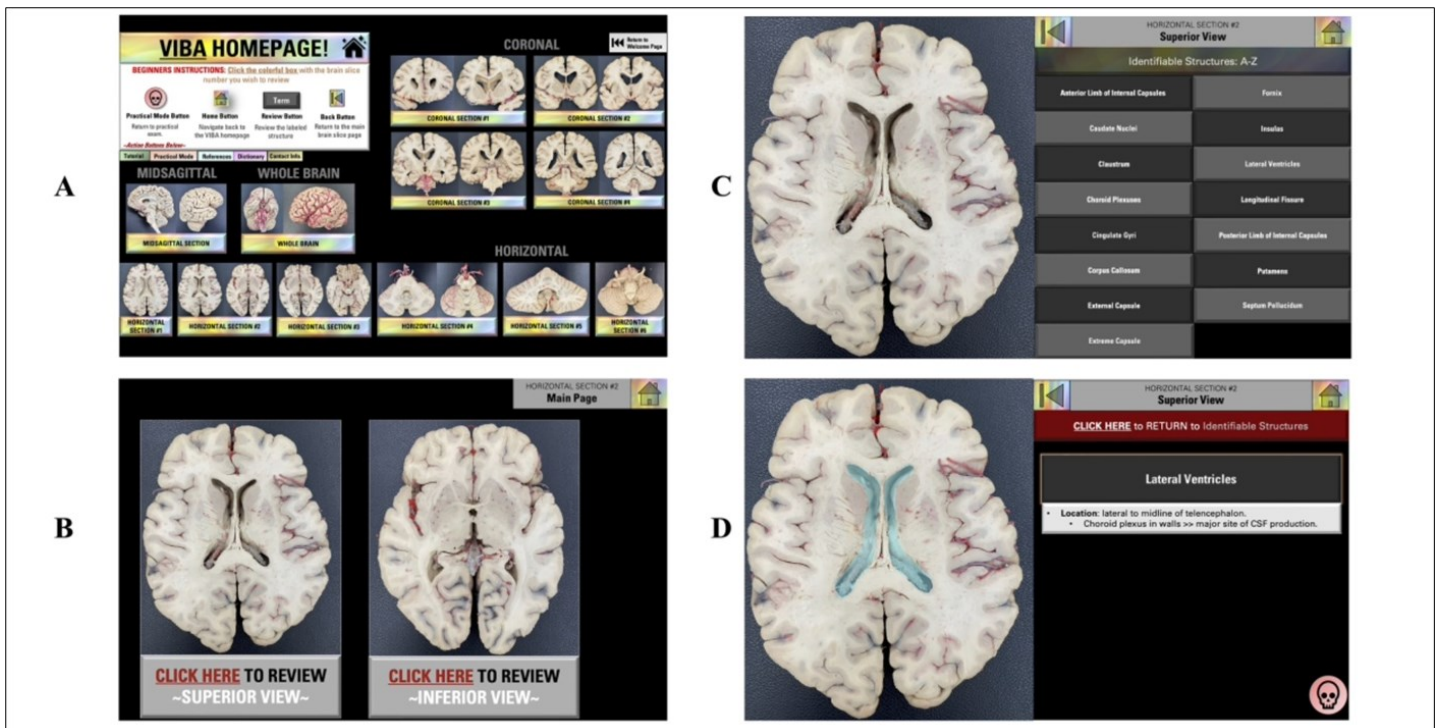 A
VIBA HOMEPAGE!
BEGINNERS INSTRUCTIONS: Click the colorful box with the brain slice
number you wish to review
Term
Practical Mode Button
Home Button
Review Button
Back Button
Return to practical
exam.
Navigate back to
the VIBA homepage
Review the labeled
structure
Return to the main
brain slice page
~Active Buttons Below~
Tutorial
Practical Mode
References
Dictionary
Contact Info
CORONAL
Return to
Welcome Page
CORONAL SECTION #1
CORONAL SECTION #2
CORONAL SECTION #3
CORONAL SECTION #4
MIDSAGITTAL
WHOLE BRAIN
MIDSAGITTAL SECTION
WHOLE BRAIN
HORIZONTAL
HORIZONTAL
SECTION #1
HORIZONTAL SECTION #2
HORIZONTAL SECTION #3
HORIZONTAL SECTION #4
HORIZONTAL SECTION #5
HORIZONTAL
SECTION #6
B
HORIZONTAL SECTION #2
Main Page
CLICK HERE TO REVIEW
~SUPERIOR VIEW~
CLICK HERE TO REVIEW
~INFERIOR VIEW~
C
HORIZONTAL SECTION #2
Superior View
Identifiable Structures: A-Z
Anterior Limb of Internal Capsules
Fornix
Caudate Nuclei
Insulas
Claustrum
Lateral Ventricles
Choroid Plexuses
Longitudinal Fissure
Cingulate Gyri
Posterior Limb of Internal Capsules
Corpus Callosum
Putamens
External Capsule
Septum Pellucidum
Extreme Capsule
D
HORIZONTAL SECTION #2
Superior View
CLICK HERE to RETURN to Identifiable Structures
Lateral Ventricles
• Location: lateral to midline of telencephalon.
• Choroid plexus in walls >> major site of CSF production.